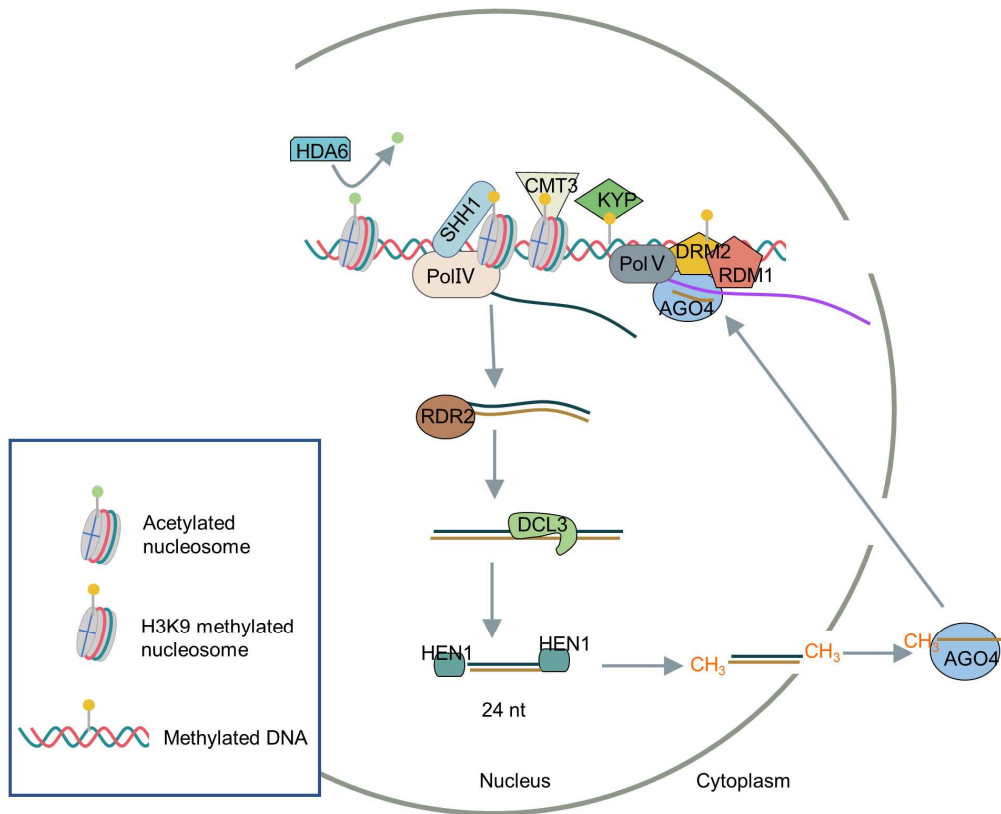 HDA6
SHH1
CMT3
KYP
PolIV
Pol V
DRM2
RDM1
AGO4
RDR2
DCL3
HEN1
HEN1
24 nt
CH3
CH3
CH3
AGO4
Nucleus
Cytoplasm
Acetylated
nucleosome
H3K9 methylated
nucleosome
Methylated DNA